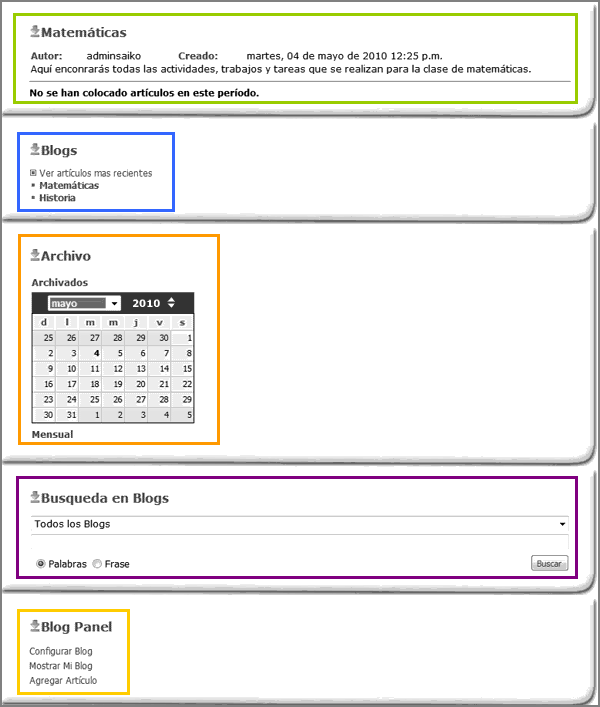 Matemáticas
Autor: adminsaiko Creado: martes, 04 de mayo de 2010 12:25 p.m.
Aquí enconrarás todas las actividades, trabajos y tareas que se realizan para la clase de matemáticas.
No se han colocado artículos en este período.
Blogs
Ver artículos mas recientes
Matemáticas
Historia
Archivo
Archivados
mayo 2010
d l m m j v s
25 26 27 28 29 30 1
2 3 4 5 6 7 8
9 10 11 12 13 14 15
16 17 18 19 20 21 22
23 24 25 26 27 28 29
30 31 1 2 3 4 5
Mensual
Busqueda en Blogs
Todos los Blogs
Palabras Frase Buscar
Blog Panel
Configurar Blog
Mostrar Mi Blog
Agregar Artículo